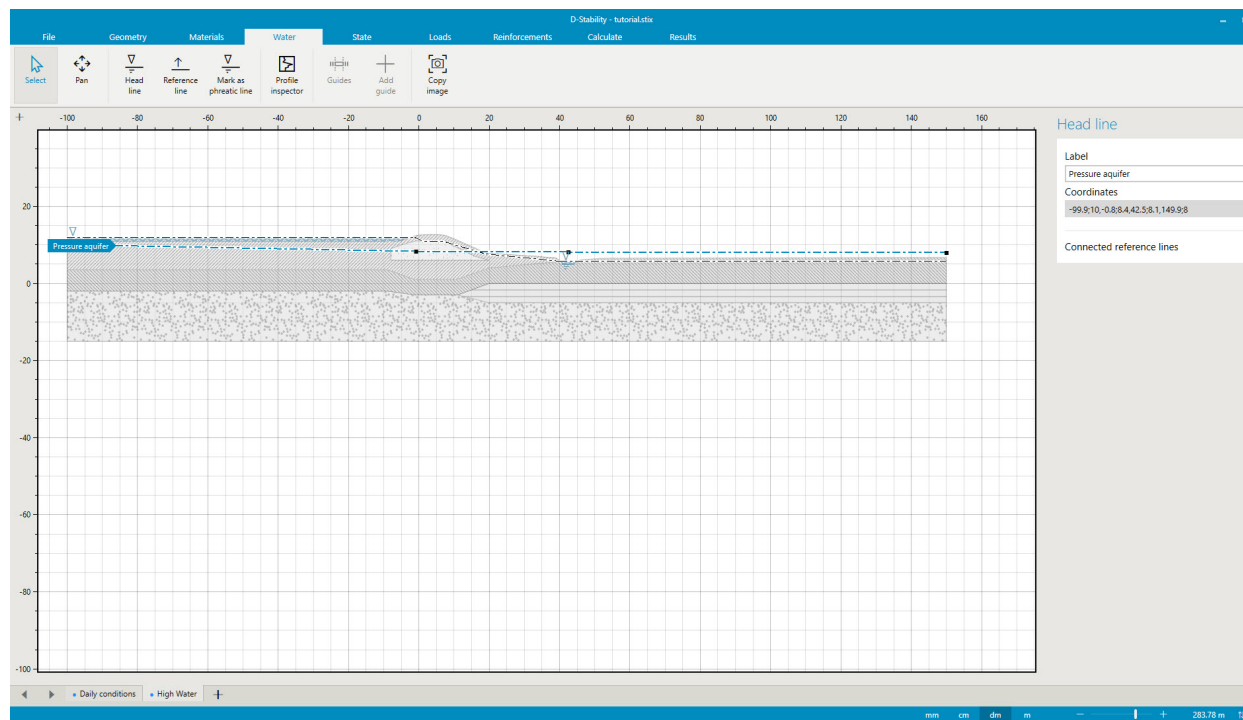 D-Stability - tutorial.stix
File Geometry Materials Water State Loads Reinforcements Calculate Results
Select Pan Head line Reference line Mark as phreatic line Profile inspector Guides Add guide Copy image
-100 -80 -60 -40 -20 0 20 40 60 80 100 120 140 160
Head line
Label
Pressure aquifer
Coordinates
-99.9;10,-0.8;8.4,42.5;8.1,149.9;8
Connected reference lines
20
Pressure aquifer
0
-20
-40
-60
-80
-100
Daily conditions High Water
mm cm dm m 283.78 m